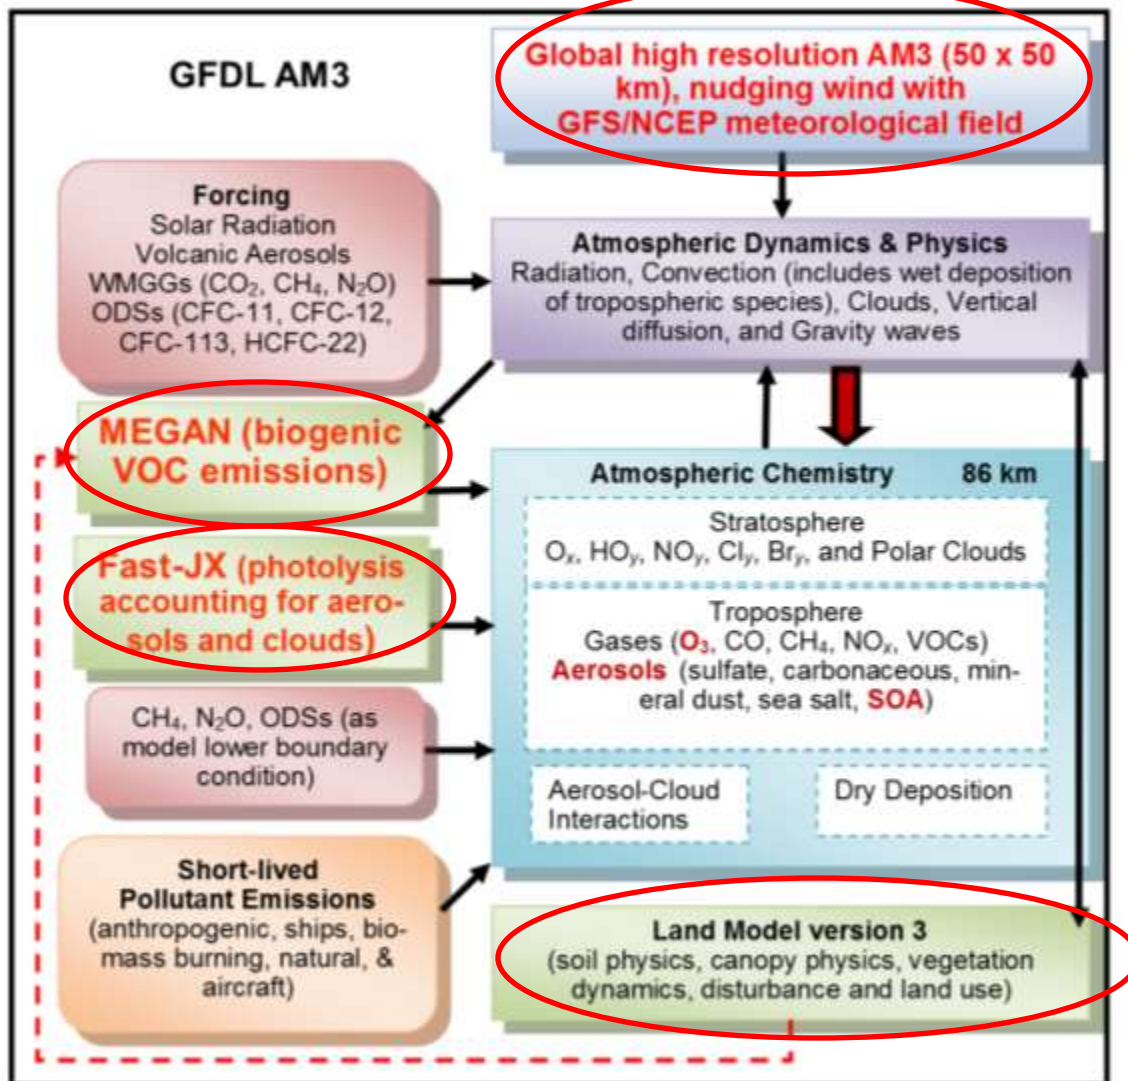 GFDL AM3
Global high resolution AM3 (50 x 50
km), nudging wind with
GFS/NCEP meteorological field
Forcing
Solar Radiation
Volcanic Aerosols
WMGGs (CO₂, CH₄, N₂O)
ODSs (CFC-11, CFC-12,
CFC-113, HCFC-22)
Atmospheric Dynamics & Physics
Radiation, Convection (includes wet deposition
of tropospheric species), Clouds, Vertical
diffusion, and Gravity waves
MEGAN (biogenic
VOC emissions)
Fast-JX (photolysis
accounting for aero-
sols and clouds)
CH₄, N₂O, ODSs (as
model lower boundary
condition)
Short-lived
Pollutant Emissions
(anthropogenic, ships, bio-
mass burning, natural, &
aircraft)
Atmospheric Chemistry 86 km
Stratosphere
Oₓ, HOᵧ, NOᵧ, Clᵧ, Brᵧ, and Polar Clouds
Troposphere
Gases (O₃, CO, CH₄, NOₓ, VOCs)
Aerosols (sulfate, carbonaceous, min-
eral dust, sea salt, SOA)
Aerosol-Cloud
Interactions
Dry Deposition
Land Model version 3
(soil physics, canopy physics, vegetation
dynamics, disturbance and land use)